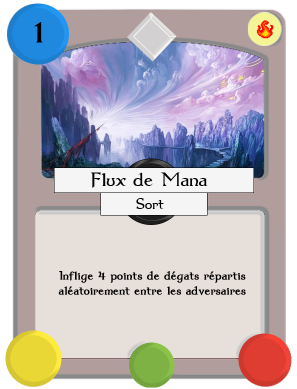 1
Flux de Mana
Sort
Inflige 4 points de dégats répartis
aléatoirement entre les adversaires